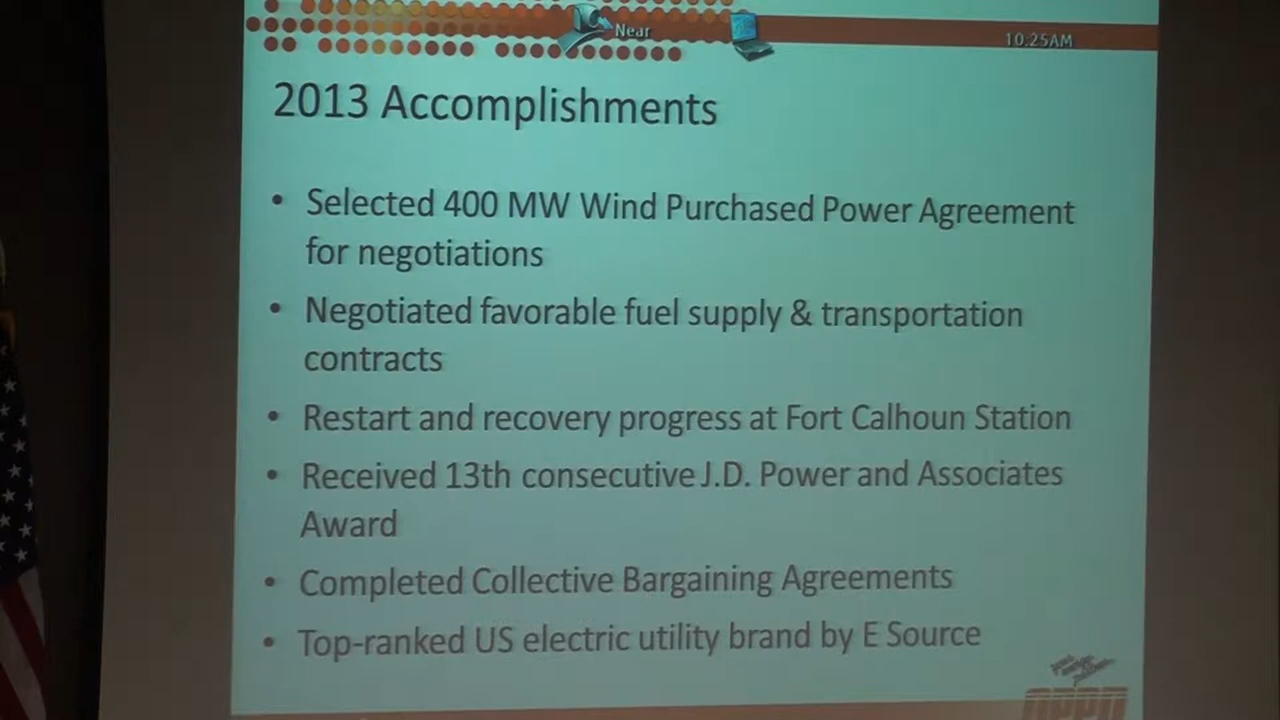 Near
10:25AM
2013 Accomplishments
• Selected 400 MW Wind Purchased Power Agreement
for negotiations
• Negotiated favorable fuel supply & transportation
contracts
• Restart and recovery progress at Fort Calhoun Station
• Received 13th consecutive J.D. Power and Associates
Award
• Completed Collective Bargaining Agreements
• Top-ranked US electric utility brand by E Source
OPPD